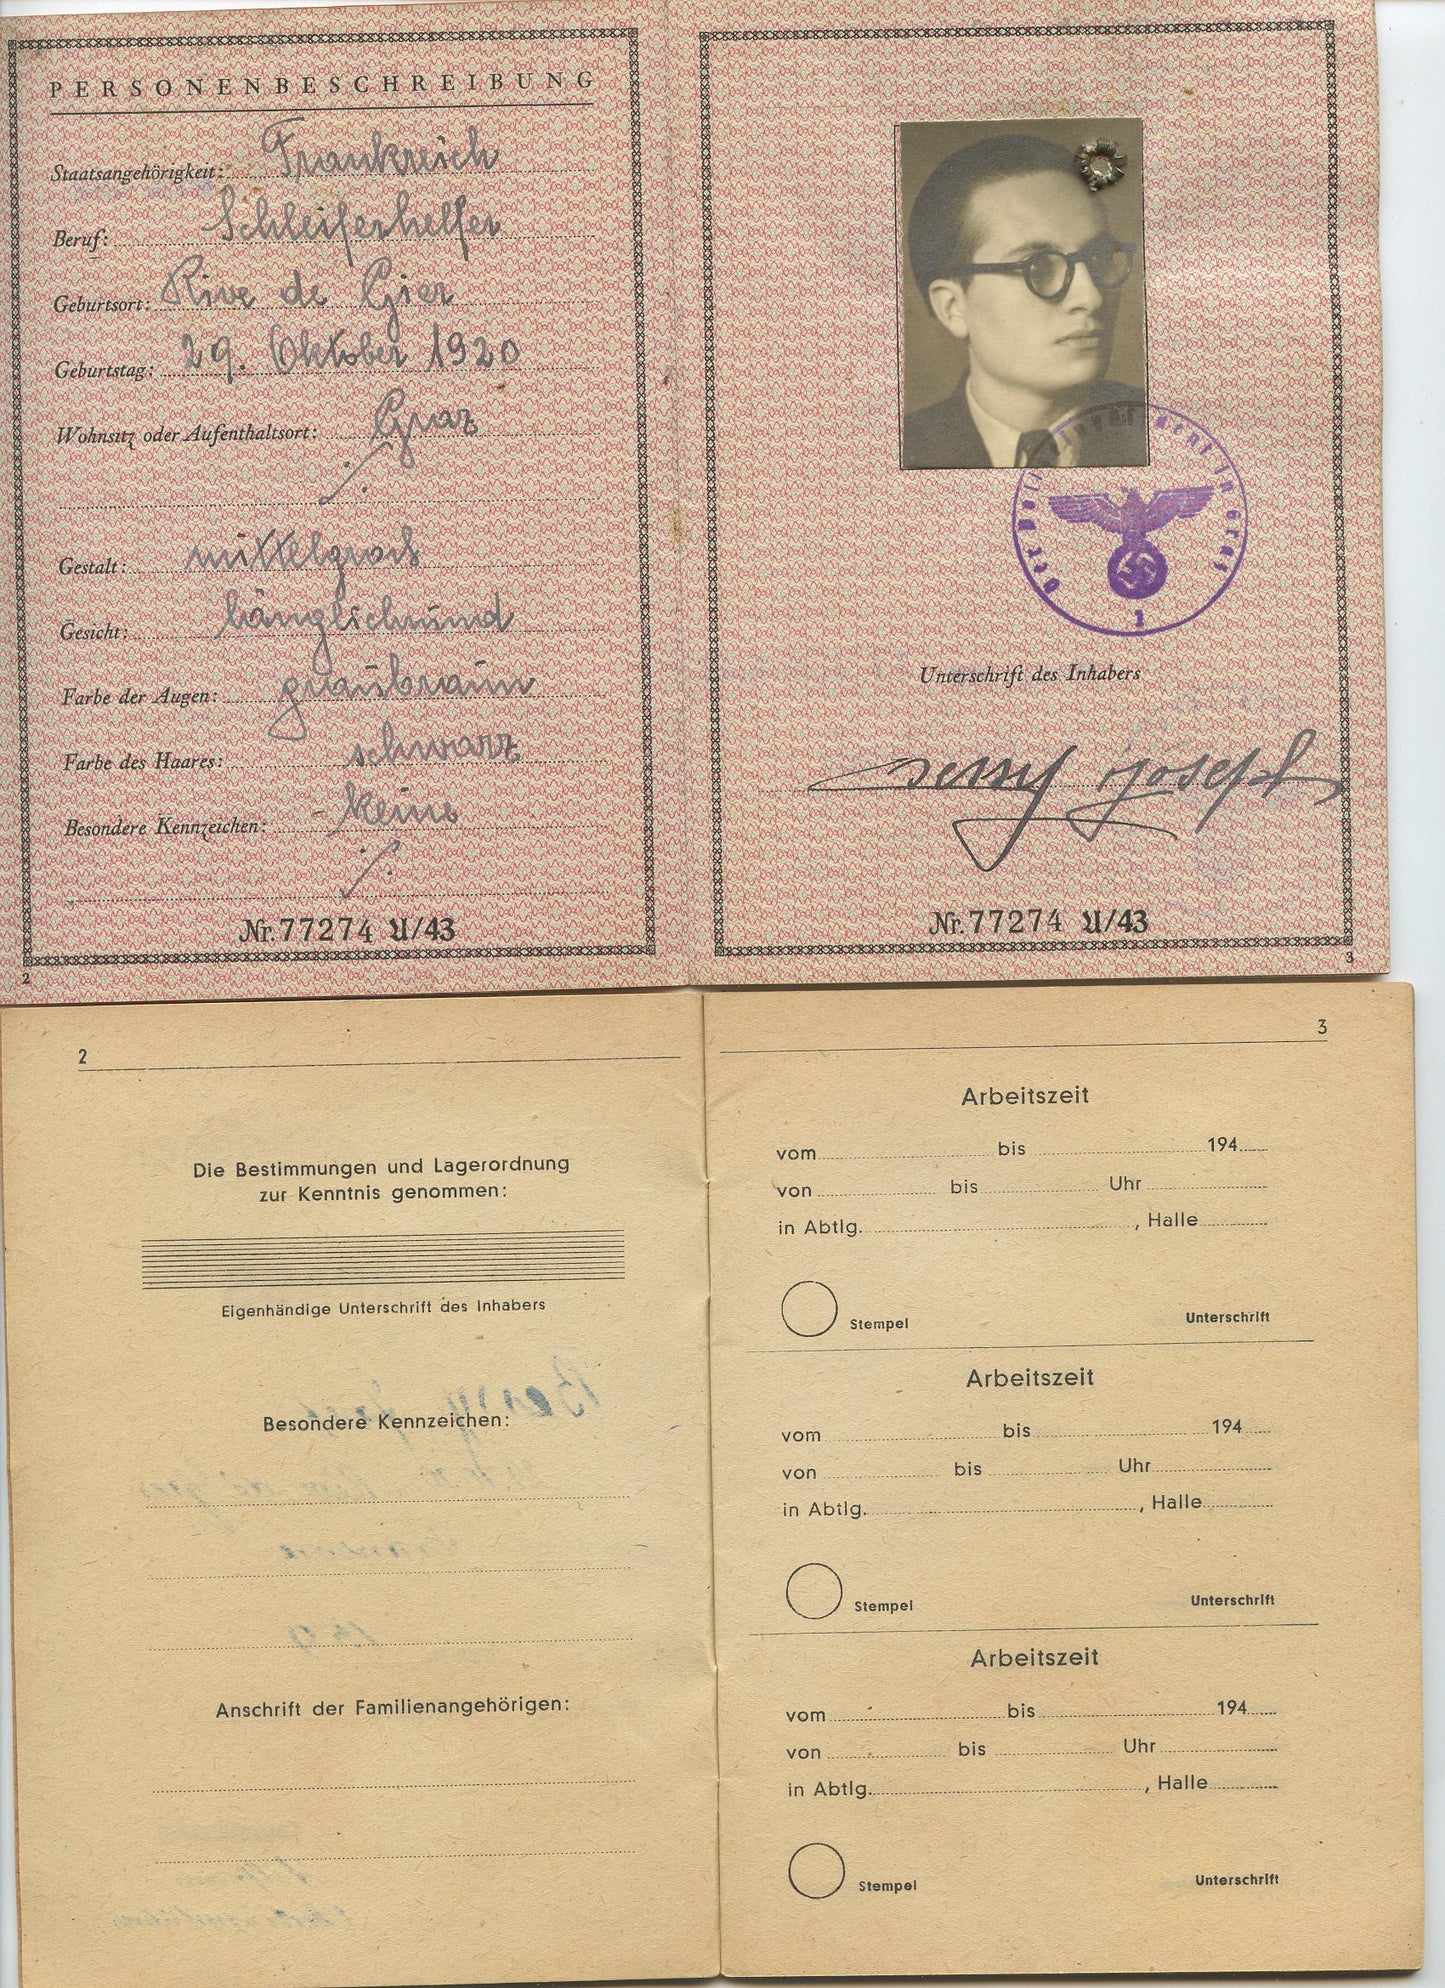 PERSONENBESCHREIBUNG
Staatsangehörigkeit: Frankreich
Beruf: Schleiferhelfer
Geburtsort: Rive de Gier
Geburtstag: 29. Oktober 1920
Wohnsitz oder Aufenthaltsort: Graz
Gestalt: mittelgroß
Gesicht: länglichrund
Farbe der Augen: graubraun
Farbe des Haares: schwarz
Besondere Kennzeichen: - keine
Nr. 77274 U/43
2
in Graz
1
Unterschrift des Inhabers
Joseph
Nr. 77274 U/43
3
2
Die Bestimmungen und Lagerordnung
zur Kenntnis genommen:
Eigenhändige Unterschrift des Inhabers
Besondere Kennzeichen:
Anschrift der Familienangehörigen:
3
Arbeitszeit
vom bis 194
von bis Uhr
in Abtlg. , Halle
Stempel Unterschrift
Arbeitszeit
vom bis 194
von bis Uhr
in Abtlg. , Halle
Stempel Unterschrift
Arbeitszeit
vom bis 194
von bis Uhr
in Abtlg. , Halle
Stempel Unterschrift